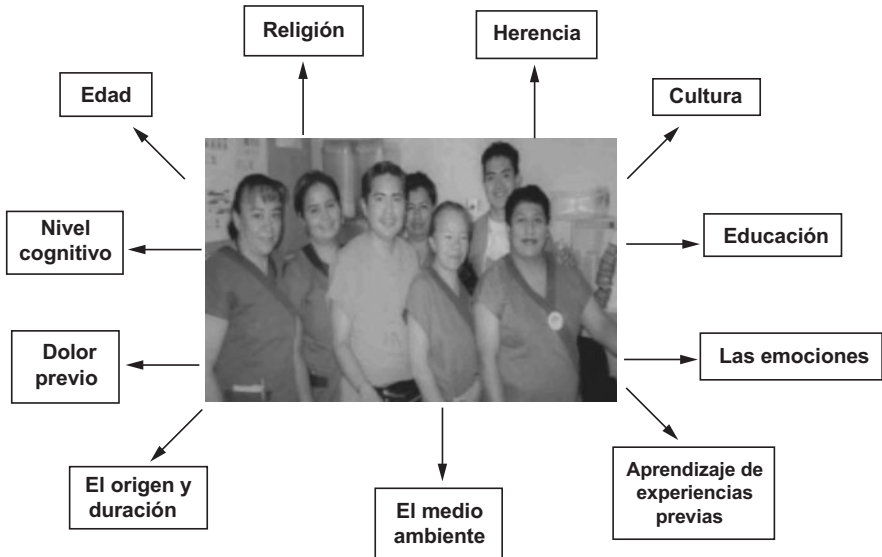 Religión
Herencia
Edad
Cultura
Nivel
cognitivo
Educación
Dolor
previo
Las emociones
El origen y
duración
El medio
ambiente
Aprendizaje de
experiencias
previas